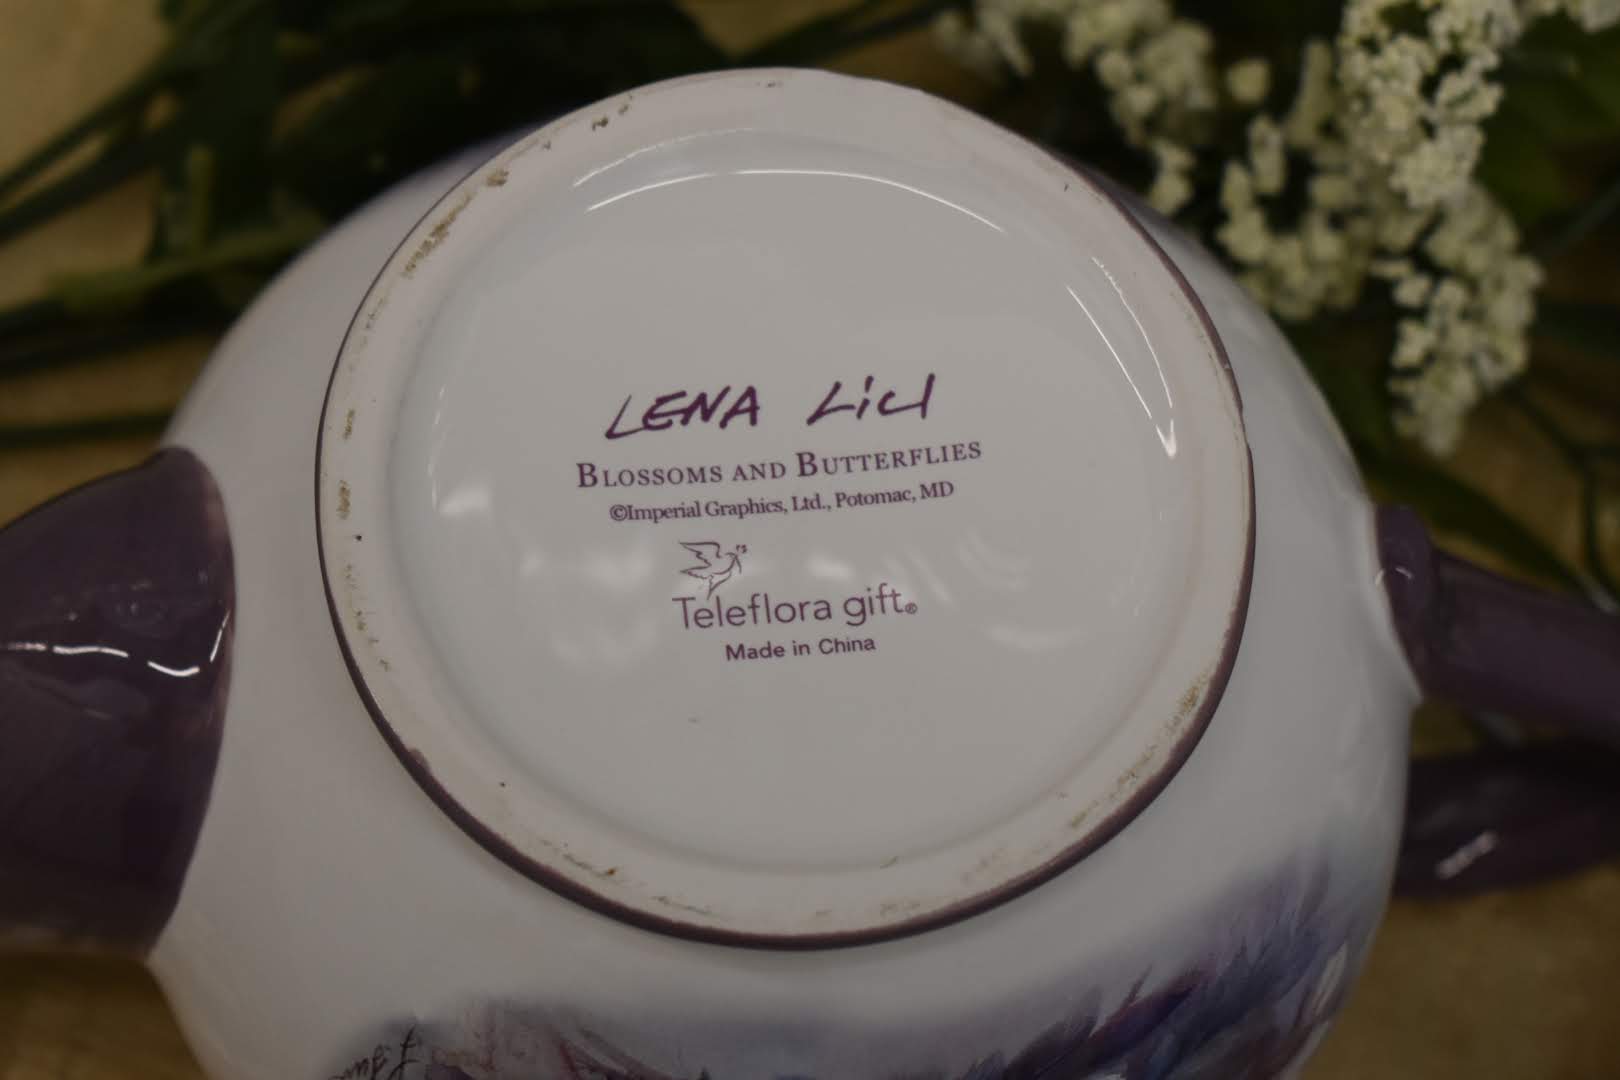 LENA LiU
BLOSSOMS AND BUTTERFLIES
©Imperial Graphics, Ltd., Potomac, MD
Teleflora gift®
Made in China